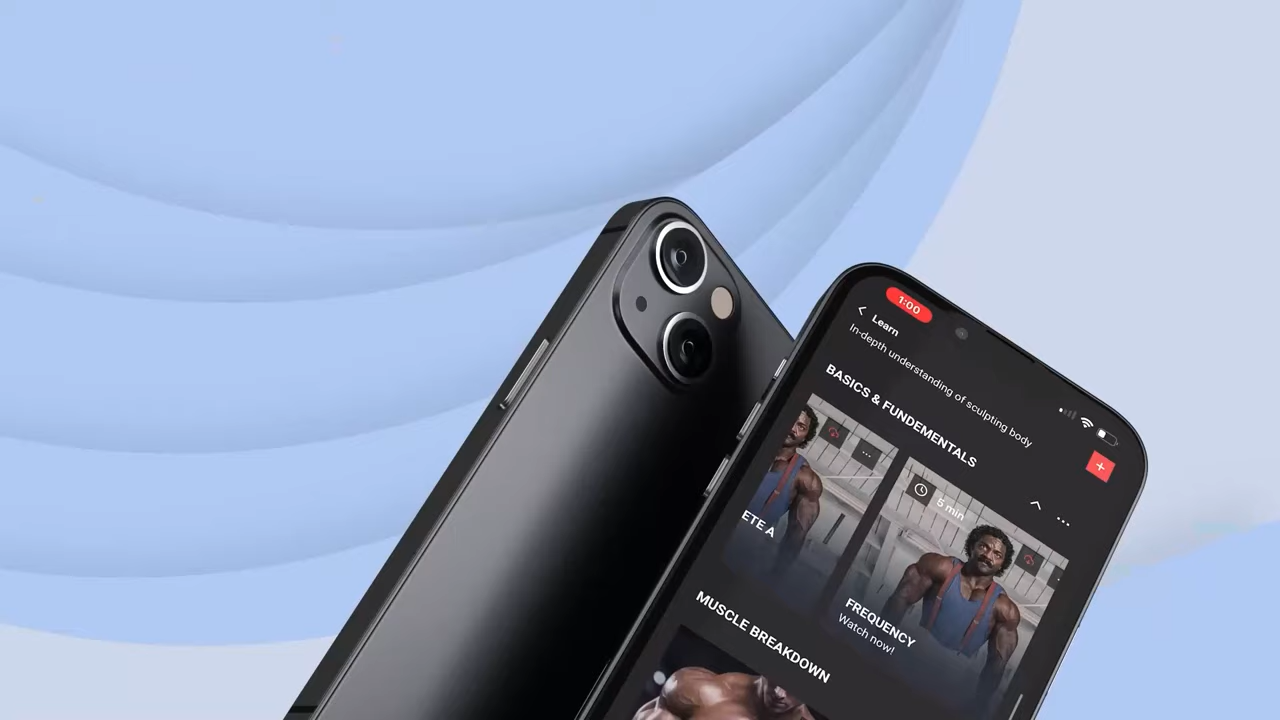 1:00
Learn
In-depth understanding of sculpting body
BASICS & FUNDEMENTALS
5 min
ETE A
FREQUENCY
Watch now!
MUSCLE BREAKDOWN